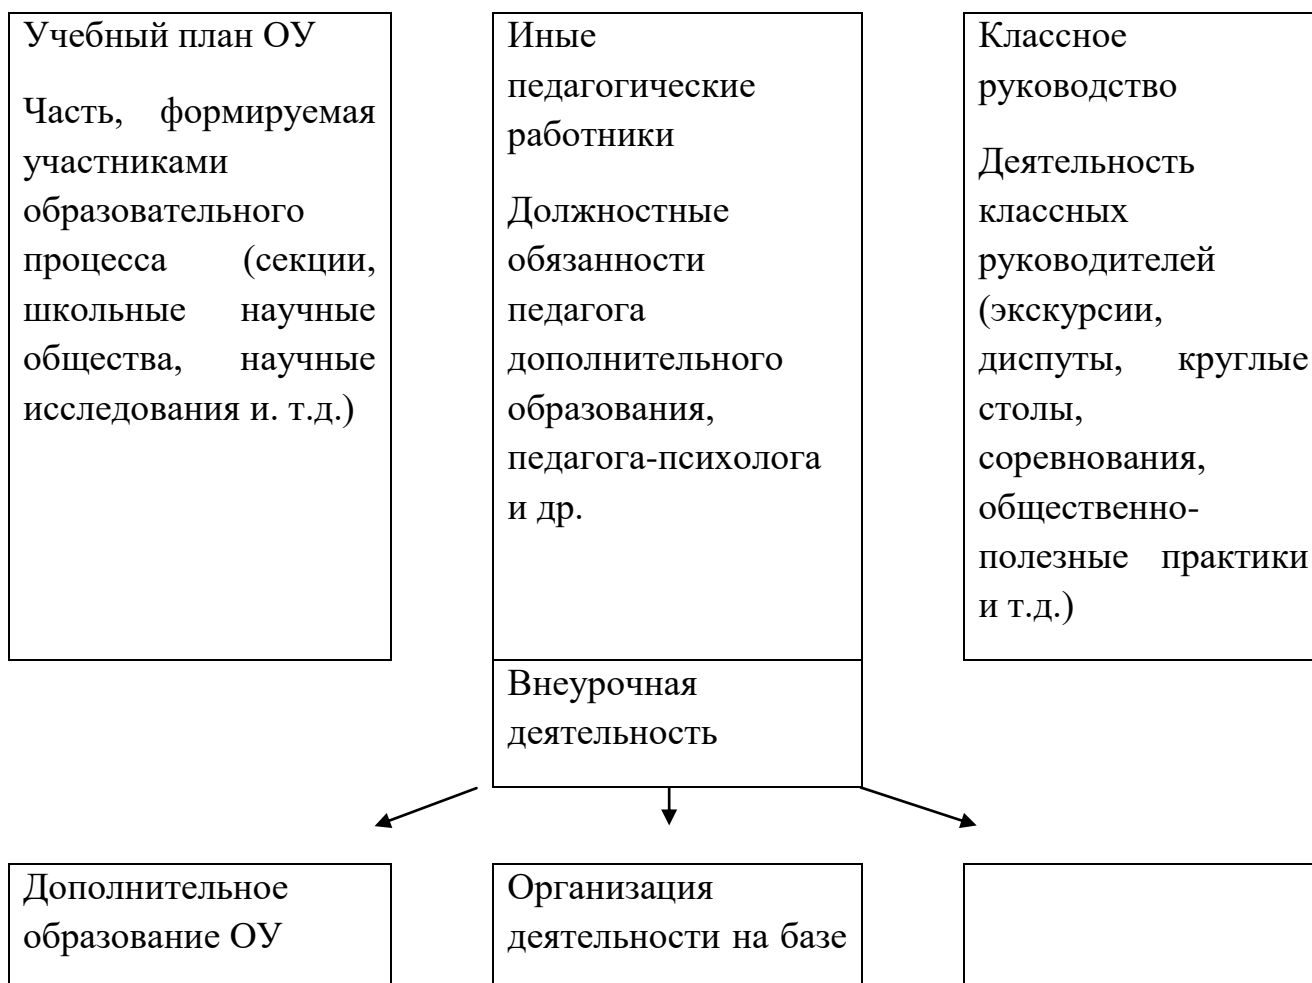 Учебный план ОУ
Часть, формируемая
участниками
образовательного
процесса (секции,
школьные научные
общества, научные
исследования и. т.д.)
Иные
педагогические
работники
Должностные
обязанности
педагога
дополнительного
образования,
педагога-психолога
и др.
Классное
руководство
Деятельность
классных
руководителей
(экскурсии,
диспуты, круглые
столы,
соревнования,
общественно-
полезные практики
и т.д.)
Внеурочная
деятельность
Дополнительное
образование ОУ
Организация
деятельности на базе